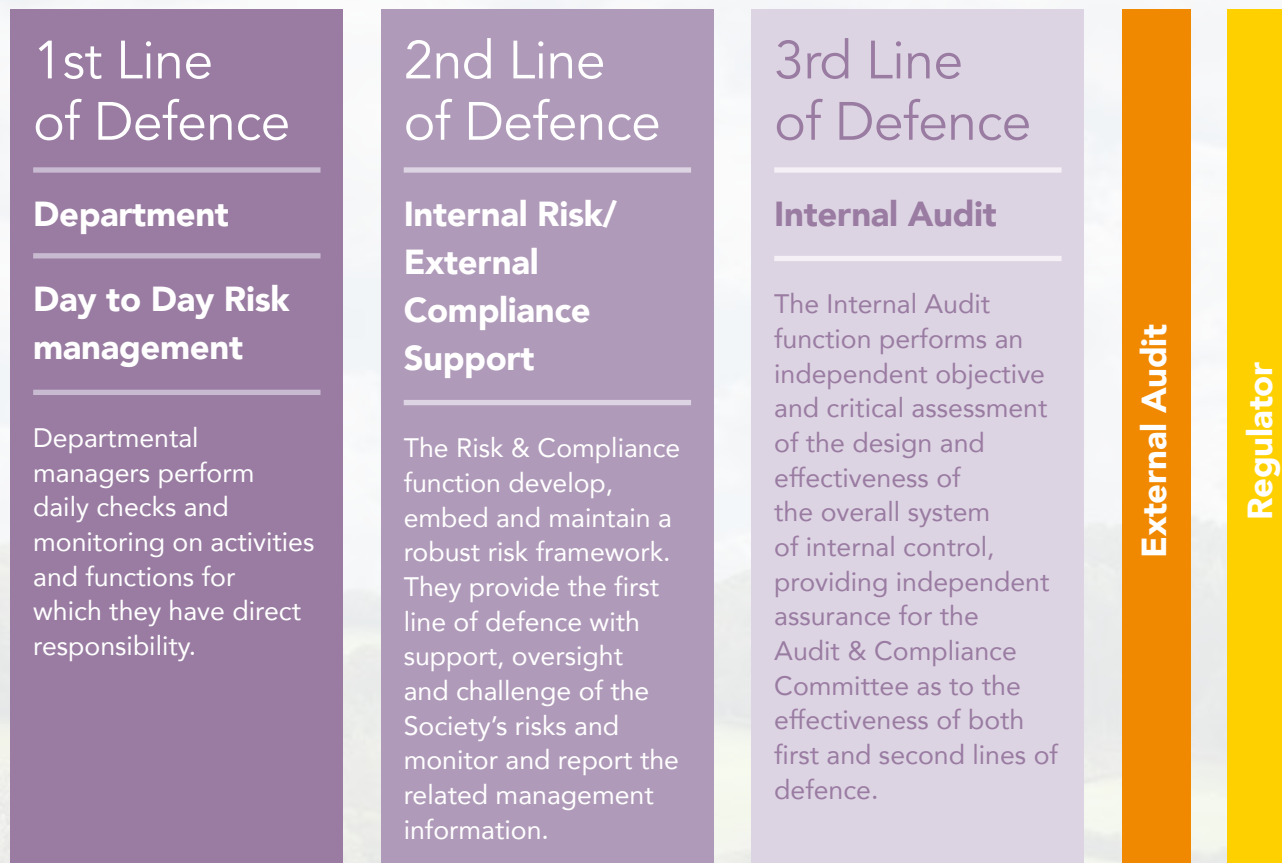 1st Line
of Defence
Department
Day to Day Risk
management
Departmental
managers perform
daily checks and
monitoring on activities
and functions for
which they have direct
responsibility.
2nd Line
of Defence
Internal Risk/
External
Compliance
Support
The Risk & Compliance
function develop,
embed and maintain a
robust risk framework.
They provide the first
line of defence with
support, oversight
and challenge of the
Society’s risks and
monitor and report the
related management
information.
3rd Line
of Defence
Internal Audit
The Internal Audit
function performs an
independent objective
and critical assessment
of the design and
effectiveness of
the overall system
of internal control,
providing independent
assurance for the
Audit & Compliance
Committee as to the
effectiveness of both
first and second lines of
defence.
External Audit
Regulator